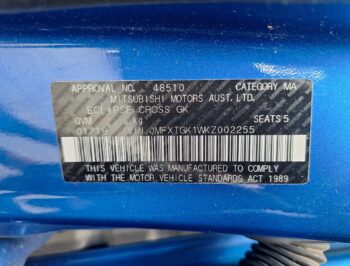 APPROVAL NO. 48510 CATEGORY MA
MITSUBISHI MOTORS AUST. LTD.
ECLIPSE CROSS GK
GVM kg SEATS 5
01/19 VIN JMFXTGK1WKZ002255
THIS VEHICLE WAS MANUFACTURED TO COMPLY
WITH THE MOTOR VEHICLE STANDARDS ACT 1989